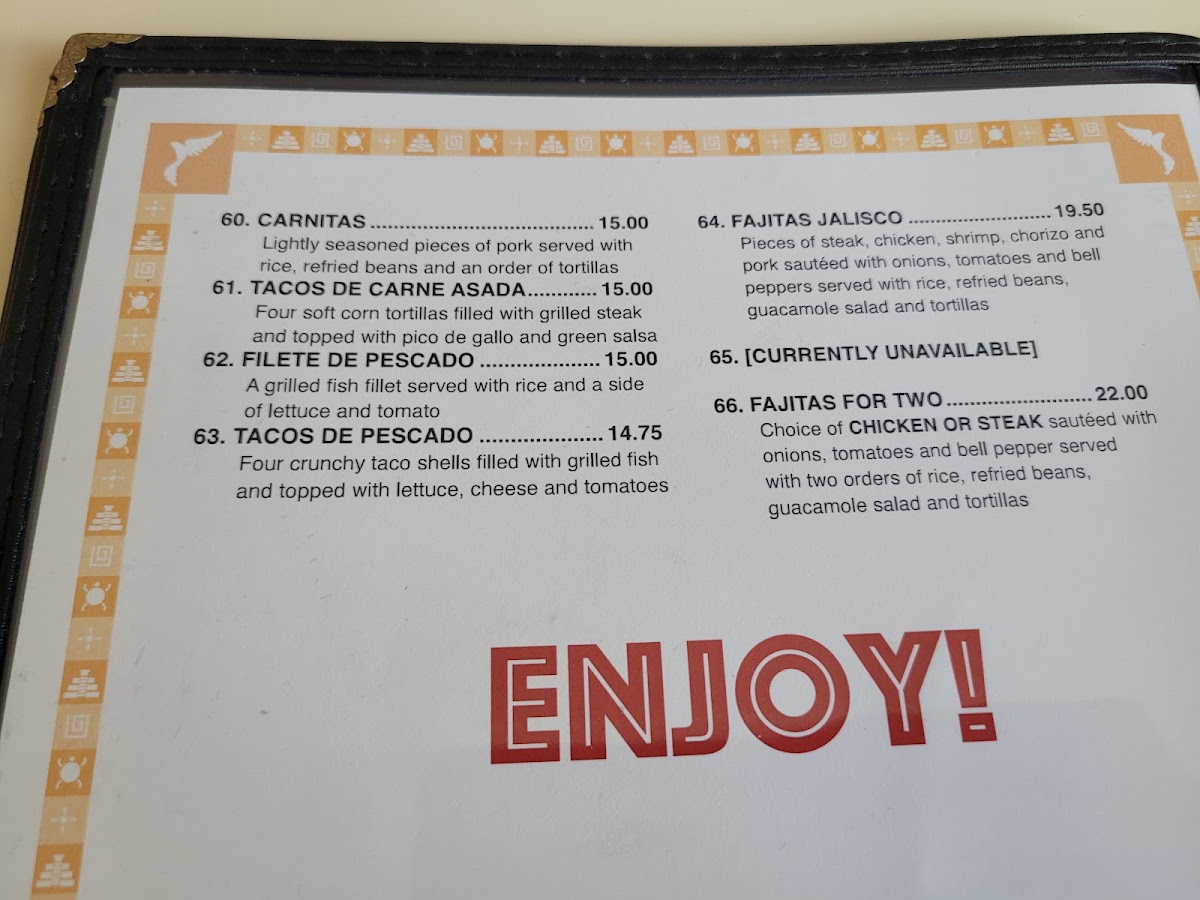 60. CARNITAS .................................... 15.00
Lightly seasoned pieces of pork served with
rice, refried beans and an order of tortillas
61. TACOS DE CARNE ASADA............ 15.00
Four soft corn tortillas filled with grilled steak
and topped with pico de gallo and green salsa
62. FILETE DE PESCADO .................... 15.00
A grilled fish fillet served with rice and a side
of lettuce and tomato
63. TACOS DE PESCADO .................... 14.75
Four crunchy taco shells filled with grilled fish
and topped with lettuce, cheese and tomatoes
64. FAJITAS JALISCO .......................... 19.50
Pieces of steak, chicken, shrimp, chorizo and
pork sautéed with onions, tomatoes and bell
peppers served with rice, refried beans,
guacamole salad and tortillas
65. [CURRENTLY UNAVAILABLE]
66. FAJITAS FOR TWO ......................... 22.00
Choice of CHICKEN OR STEAK sautéed with
onions, tomatoes and bell pepper served
with two orders of rice, refried beans,
guacamole salad and tortillas
ENJOY!